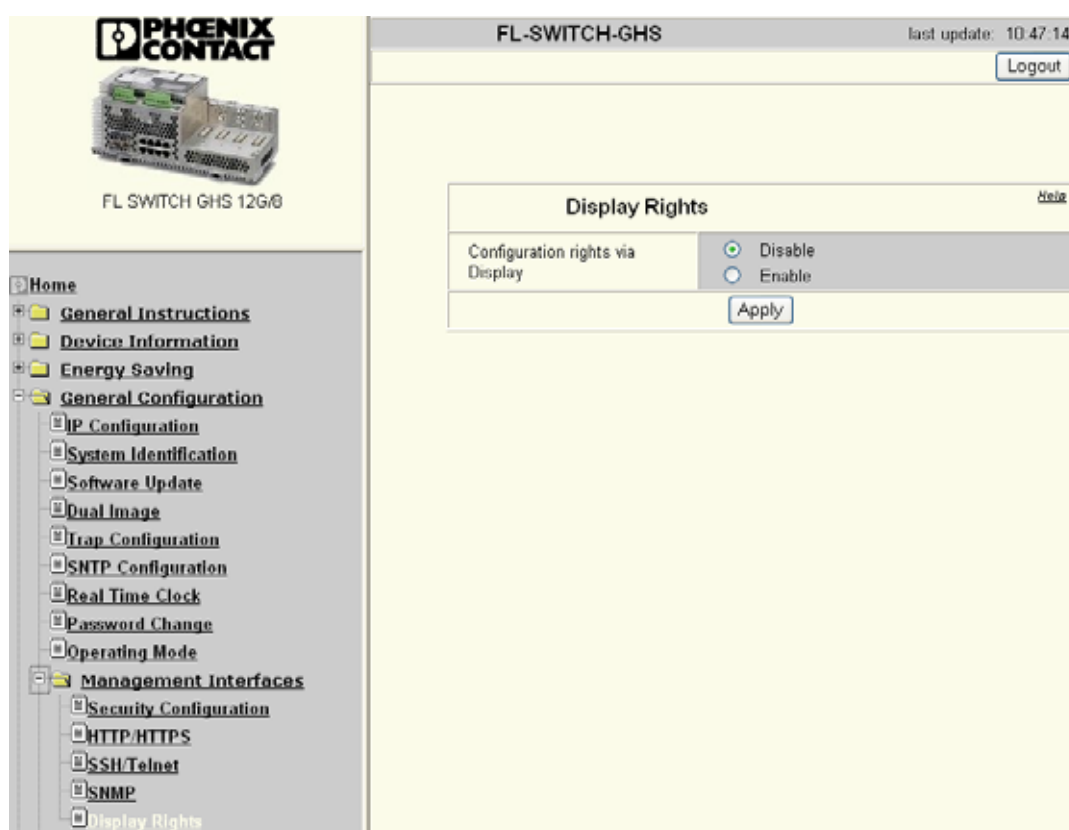 PHŒNIX
CONTACT
FL SWITCH GHS 12G/8
Home
General Instructions
Device Information
Energy Saving
General Configuration
IP Configuration
System Identification
Software Update
Dual Image
Trap Configuration
SNTP Configuration
Real Time Clock
Password Change
Operating Mode
Management Interfaces
Security Configuration
HTTP/HTTPS
SSH/Telnet
SNMP
Display Rights
FL-SWITCH-GHS
last update: 10:47:14
Logout
Display Rights
Help
Configuration rights via
Display
Disable
Enable
Apply